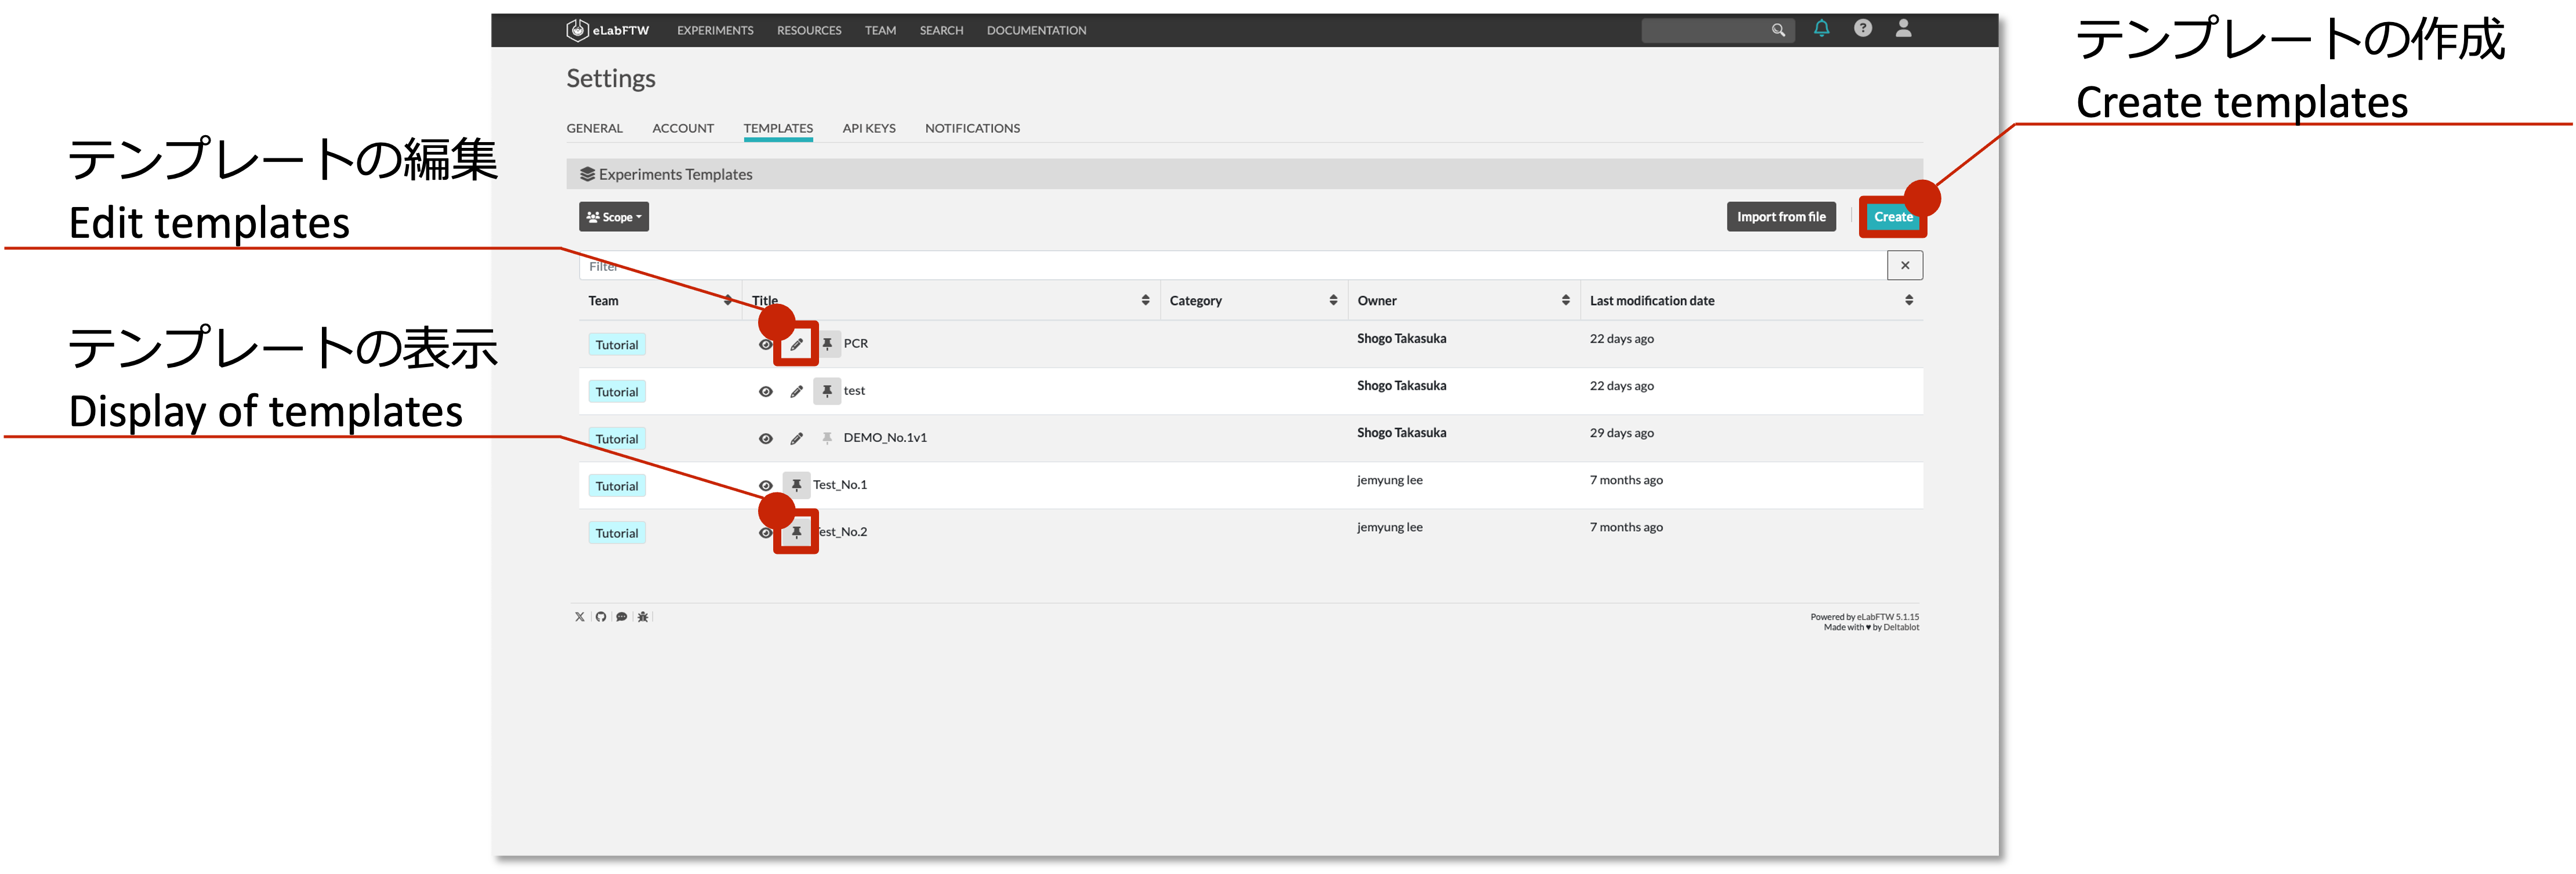 eLabFTW EXPERIMENTS RESOURCES TEAM SEARCH DOCUMENTATION
テンプレートの作成
Create templates
Settings
GENERAL ACCOUNT TEMPLATES API KEYS NOTIFICATIONS
テンプレートの編集
Edit templates
Experiments Templates
Scope Import from file Create
Filter
Team Title Category Owner Last modification date
Tutorial PCR Shogo Takasuka 22 days ago
テンプレートの表示
Display of templates
Tutorial test Shogo Takasuka 22 days ago
Tutorial DEMO_No.1v1 Shogo Takasuka 29 days ago
Tutorial Test_No.1 jemyung lee 7 months ago
Tutorial est_No.2 jemyung lee 7 months ago
Powered by eLabFTW 5.1.15
Made with ♥ by Deltablot